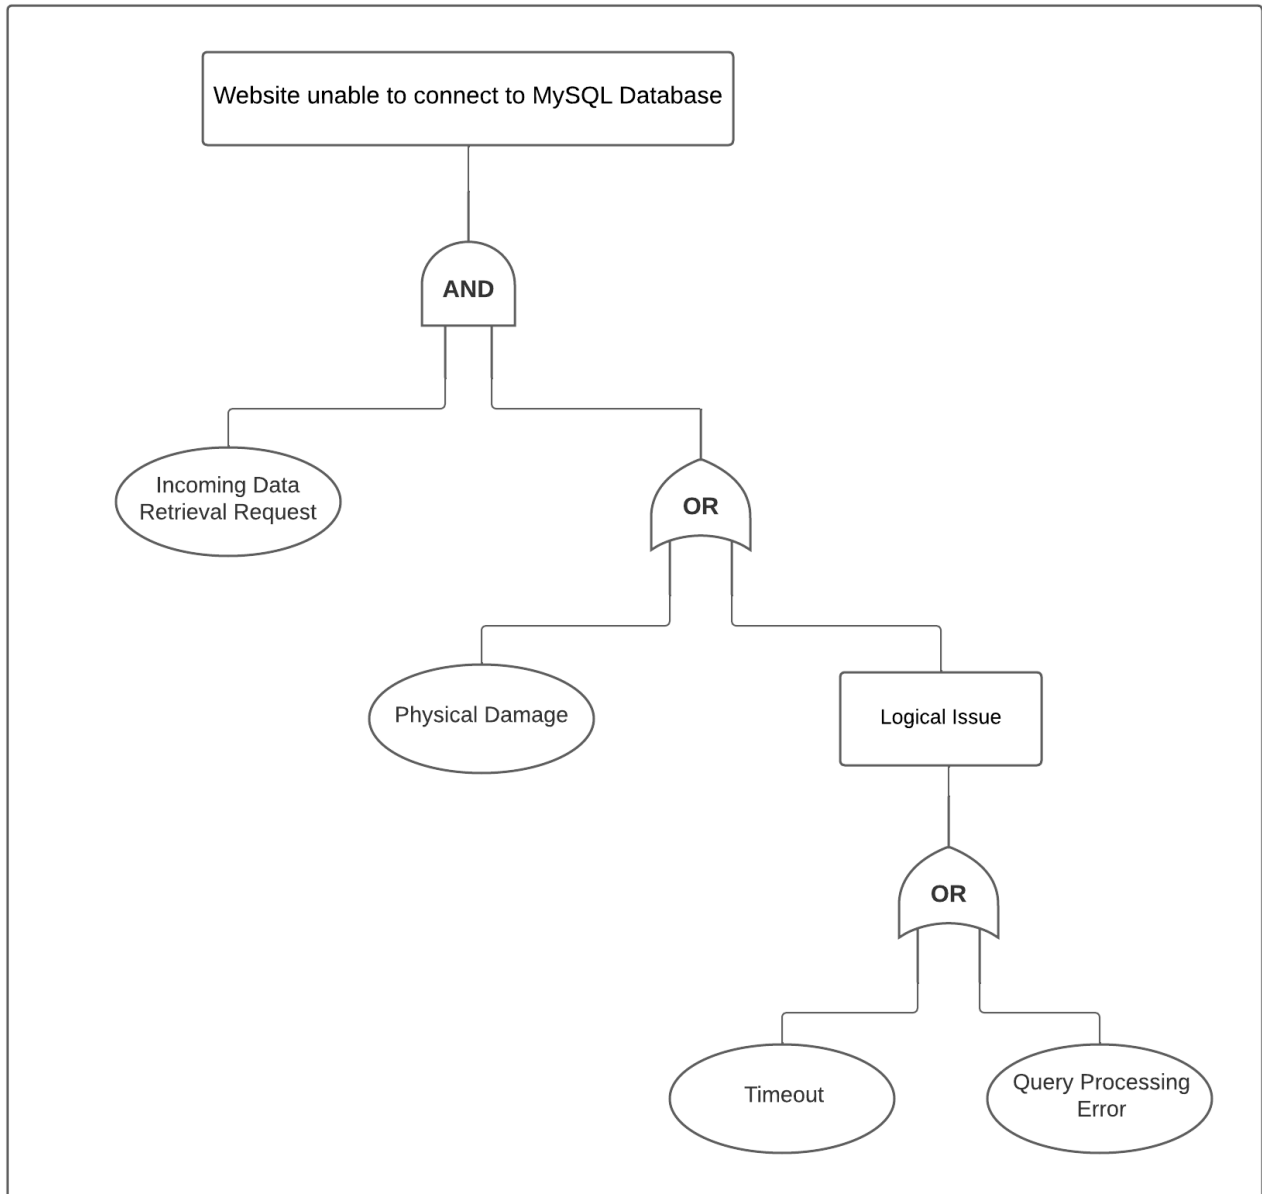 Website unable to connect to MySQL Database
AND
Incoming Data
Retrieval Request
OR
Physical Damage
Logical Issue
OR
Timeout
Query Processing
Error